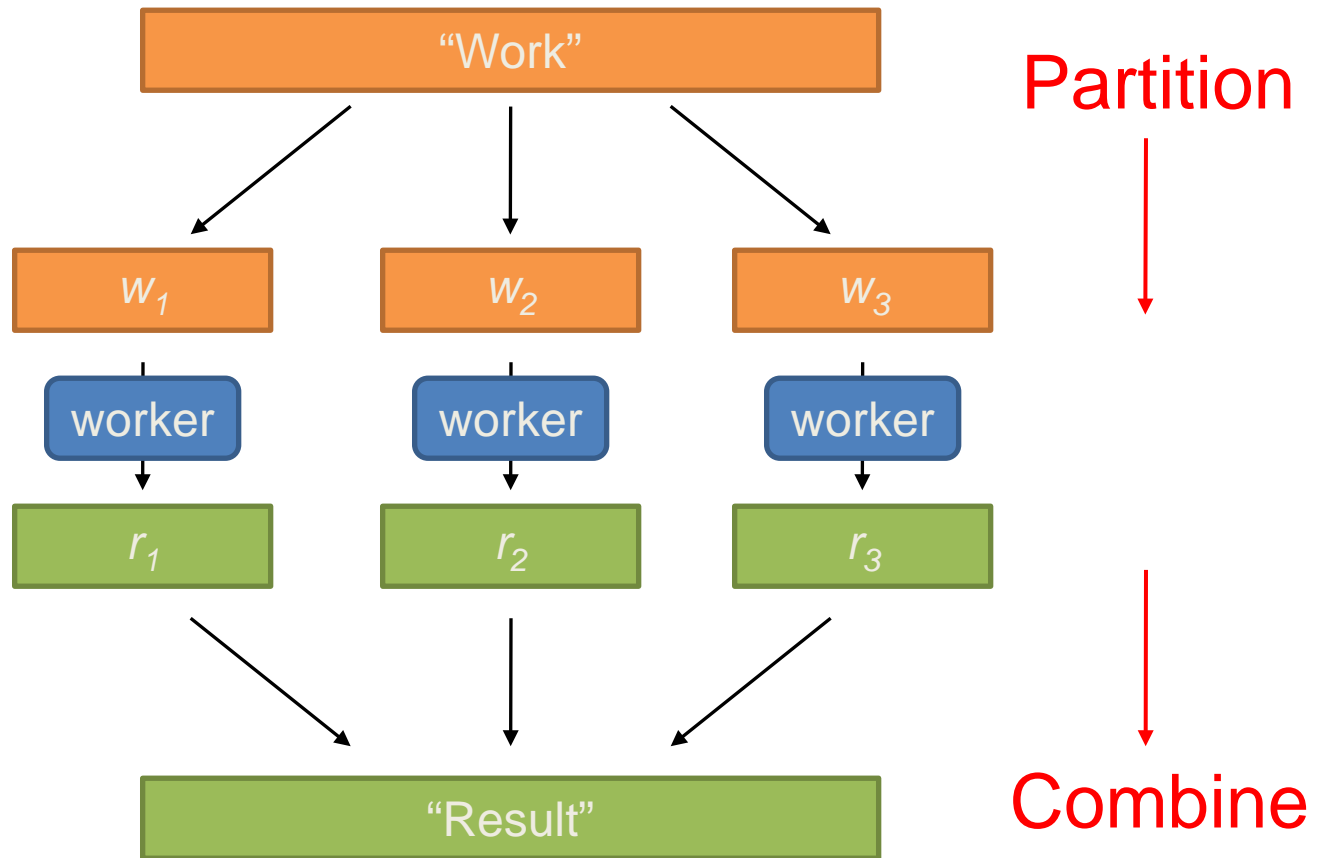 “Work”
Partition
w₁
w₂
w₃
worker
worker
worker
r₁
r₂
r₃
“Result”
Combine